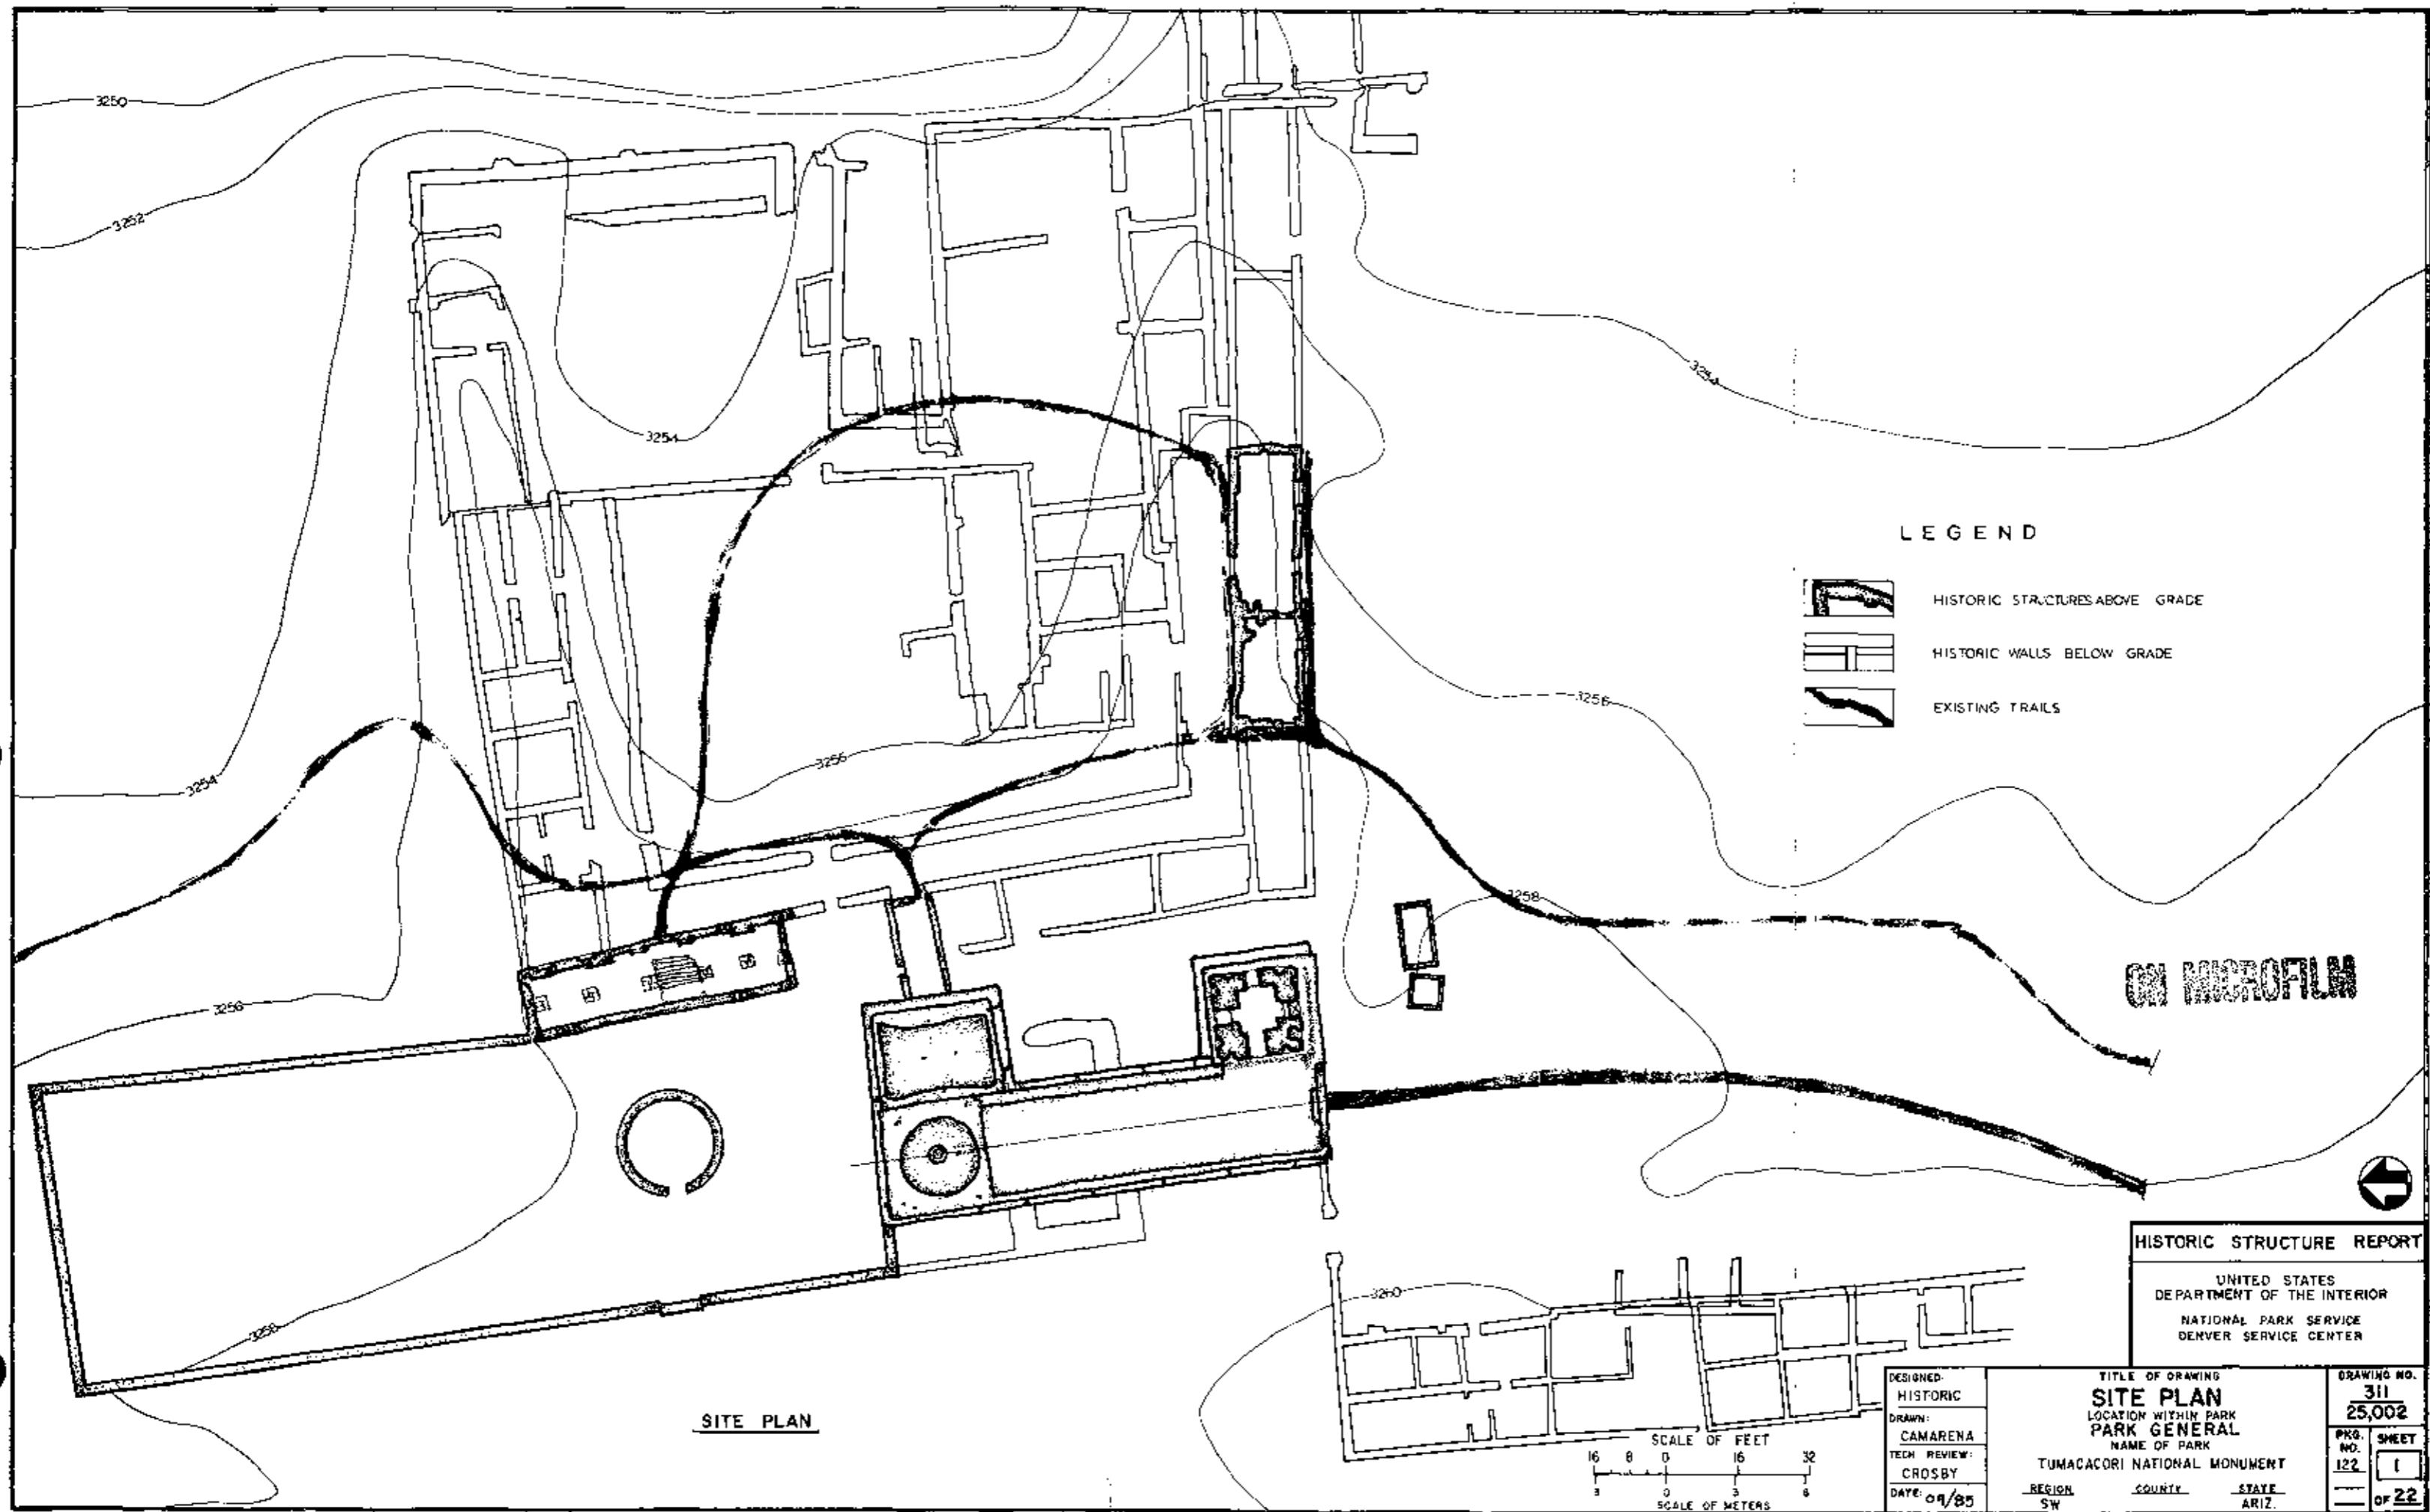 3250
3252
3254
3254
3256
3256
3254
3258
3256
3258
3260
LEGEND
HISTORIC STRUCTURES ABOVE GRADE
HISTORIC WALLS BELOW GRADE
EXISTING TRAILS
ON MICROFILM
SITE PLAN
SCALE OF FEET
16 8 0 16 32
3 0 3 6
SCALE OF METERS
HISTORIC STRUCTURE REPORT
UNITED STATES
DEPARTMENT OF THE INTERIOR
NATIONAL PARK SERVICE
DENVER SERVICE CENTER
DESIGNED:
HISTORIC
DRAWN:
CAMARENA
TECH REVIEW:
CROSBY
DATE: 09/85
TITLE OF DRAWING
SITE PLAN
LOCATION WITHIN PARK
PARK GENERAL
NAME OF PARK
TUMACACORI NATIONAL MONUMENT
REGION
SW
COUNTY
STATE
ARIZ.
DRAWING NO.
311
25,002
PKG.
NO.
122
SHEET
1
OF 22